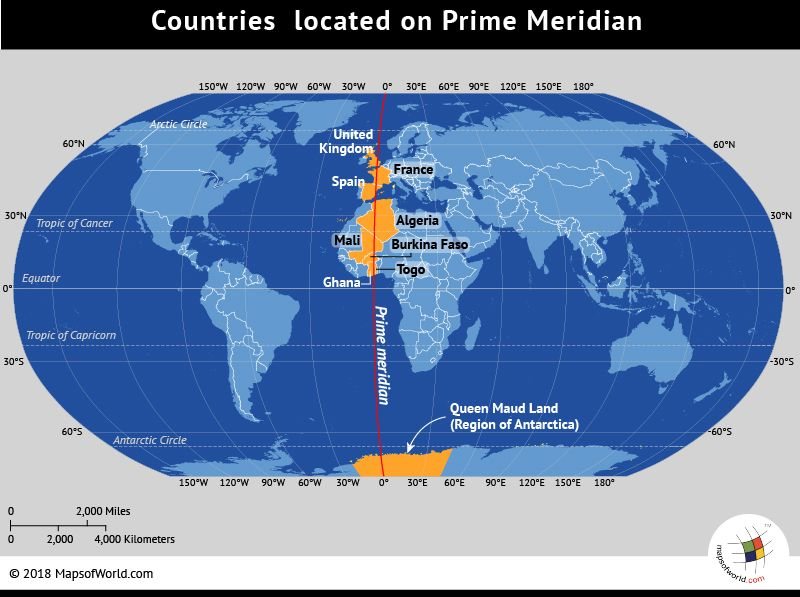 Countries located on Prime Meridian
150°W 120°W 90°W 60°W 30°W 0° 30°E 60°E 90°E 120°E 150°E 180°
Arctic Circle
60°N
60°N
United
Kingdom
France
Spain
30°N
30°N
Tropic of Cancer
Algeria
Mali
Burkina Faso
Togo
Equator
Ghana
0°
0°
Prime meridian
Tropic of Capricorn
30°S
-30°S
Queen Maud Land
(Region of Antarctica)
60°S
-60°S
Antarctic Circle
150°W 120°W 90°W 60°W 30°W 0° 30°E 60°E 90°E 120°E 150°E 180°
0 2,000 Miles
0 2,000 4,000 Kilometers
TM
mapsofworld.com
© 2018 MapsofWorld.com